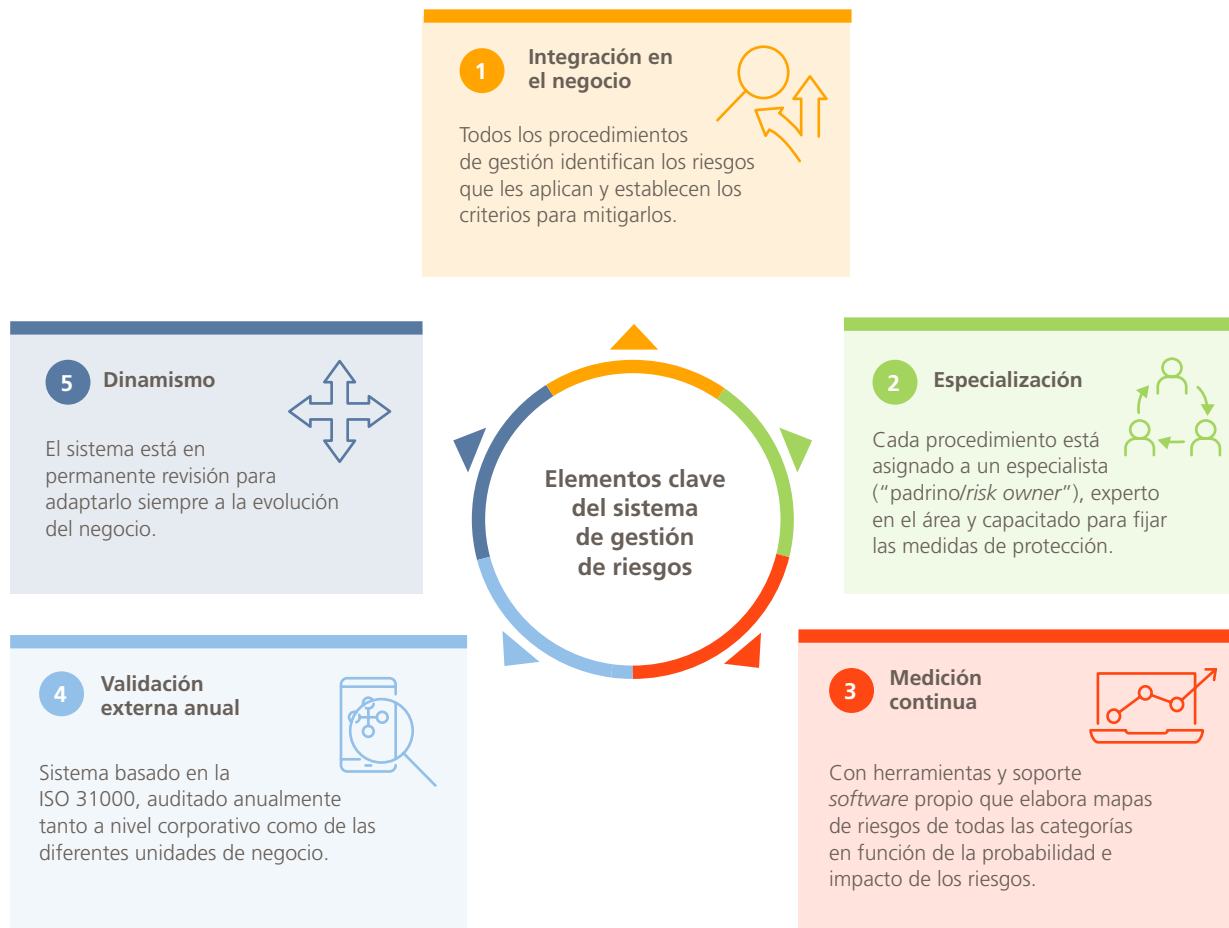 1
Integración en
el negocio
Todos los procedimientos
de gestión identifican los riesgos
que les aplican y establecen los
criterios para mitigarlos.
5
Dinamismo
El sistema está en
permanente revisión para
adaptarlo siempre a la evolución
del negocio.
Elementos clave
del sistema
de gestión
de riesgos
2
Especialización
Cada procedimiento está
asignado a un especialista
(“padrino/risk owner”), experto
en el área y capacitado para fijar
las medidas de protección.
4
Validación
externa anual
Sistema basado en la
ISO 31000, auditado anualmente
tanto a nivel corporativo como de las
diferentes unidades de negocio.
3
Medición
continua
Con herramientas y soporte
software propio que elabora mapas
de riesgos de todas las categorías
en función de la probabilidad e
impacto de los riesgos.